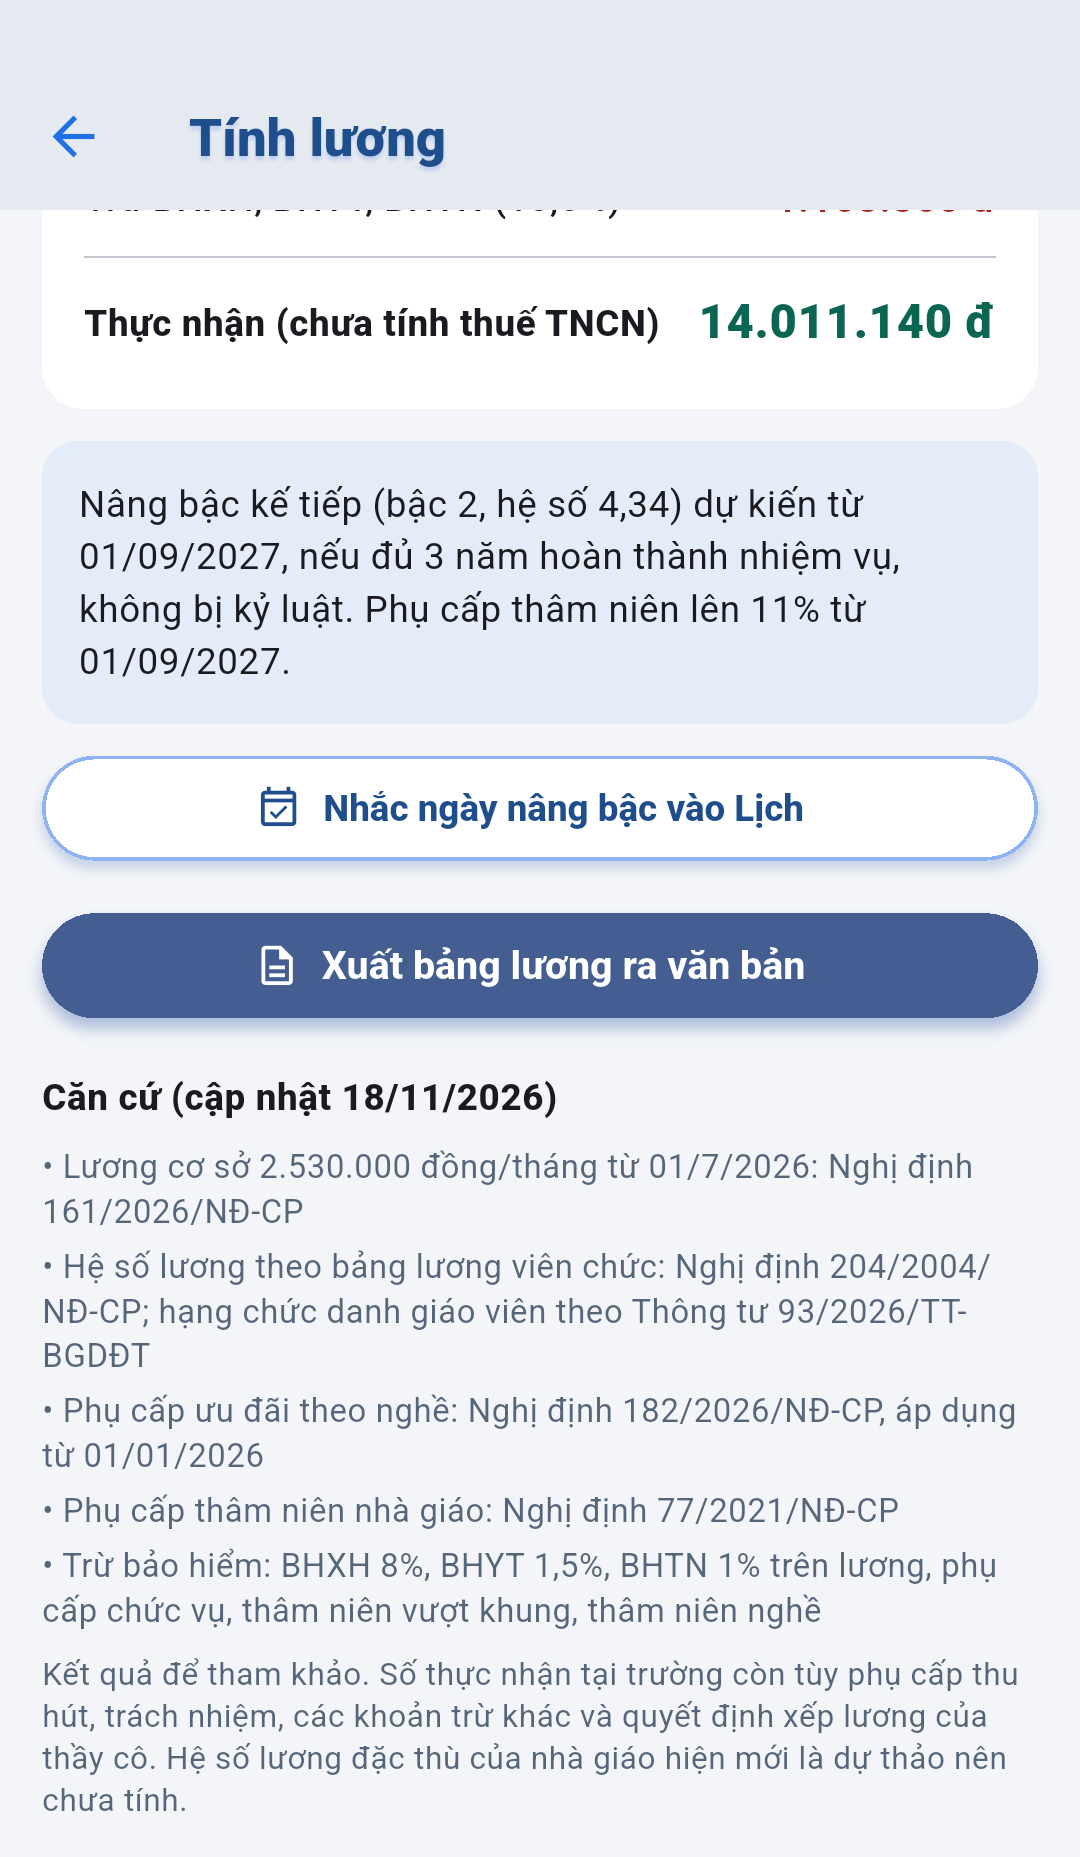 Tính lương
Thực nhận (chưa tính thuế TNCN) 14.011.140 đ
Nâng bậc kế tiếp (bậc 2, hệ số 4,34) dự kiến từ
01/09/2027, nếu đủ 3 năm hoàn thành nhiệm vụ,
không bị kỷ luật. Phụ cấp thâm niên lên 11% từ
01/09/2027.
Nhắc ngày nâng bậc vào Lịch
Xuất bảng lương ra văn bản
Căn cứ (cập nhật 18/11/2026)
• Lương cơ sở 2.530.000 đồng/tháng từ 01/7/2026: Nghị định
161/2026/NĐ-CP
• Hệ số lương theo bảng lương viên chức: Nghị định 204/2004/
NĐ-CP; hạng chức danh giáo viên theo Thông tư 93/2026/TT-
BGDĐT
• Phụ cấp ưu đãi theo nghề: Nghị định 182/2026/NĐ-CP, áp dụng
từ 01/01/2026
• Phụ cấp thâm niên nhà giáo: Nghị định 77/2021/NĐ-CP
• Trừ bảo hiểm: BHXH 8%, BHYT 1,5%, BHTN 1% trên lương, phụ
cấp chức vụ, thâm niên vượt khung, thâm niên nghề
Kết quả để tham khảo. Số thực nhận tại trường còn tùy phụ cấp thu
hút, trách nhiệm, các khoản trừ khác và quyết định xếp lương của
thầy cô. Hệ số lương đặc thù của nhà giáo hiện mới là dự thảo nên
chưa tính.